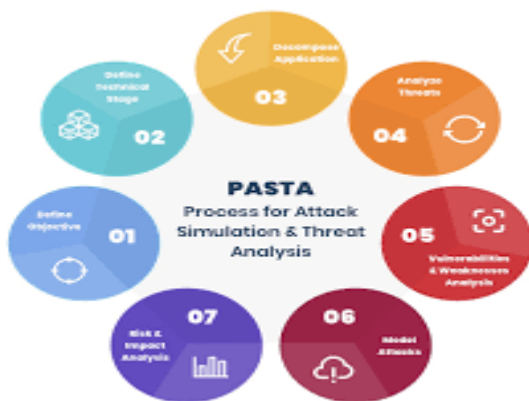 PASTA
Process for Attack
Simulation & Threat
Analysis
Define
Objective
01
Define
Technical
Stage
02
Decompose
Application
03
Analyze
Threats
04
05
Vulnerabilities
& Weaknesses
Analysis
06
Model
Attacks
07
Risk &
Impact
Analysis